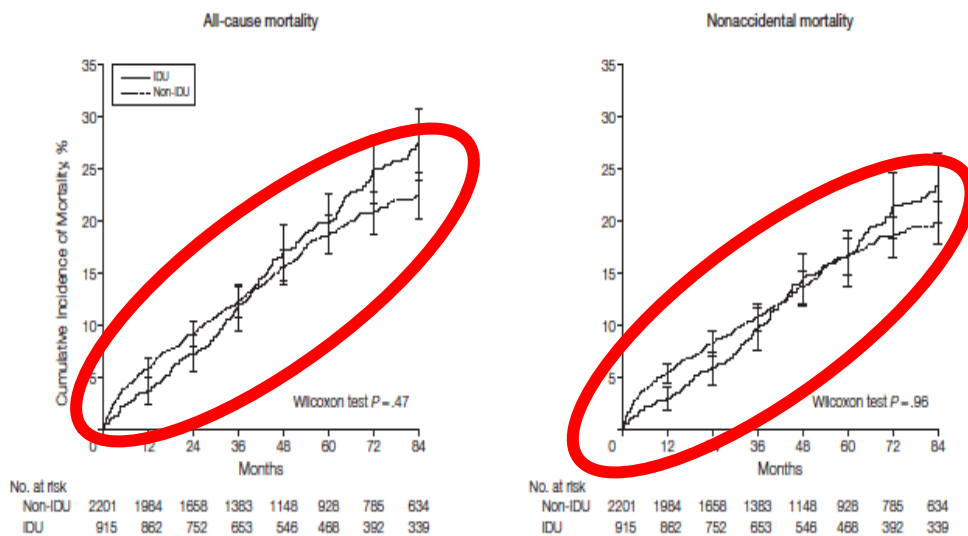 All-cause mortality
Nonaccidental mortality
Cumulative Incidence of Mortality, %
35
30
25
20
15
10
5
0
IDU
Non-IDU
Wilcoxon test P = .47
12 24 36 48 60 72 84
Months
35
30
25
20
15
10
5
0
Wilcoxon test P = .96
12 24 36 48 60 72 84
Months
No. at risk
Non-IDU 2201 1984 1658 1383 1148 928 785 634
IDU 915 862 752 653 546 468 392 339
No. at risk
Non-IDU 2201 1984 1658 1383 1148 928 785 634
IDU 915 862 752 653 546 468 392 339